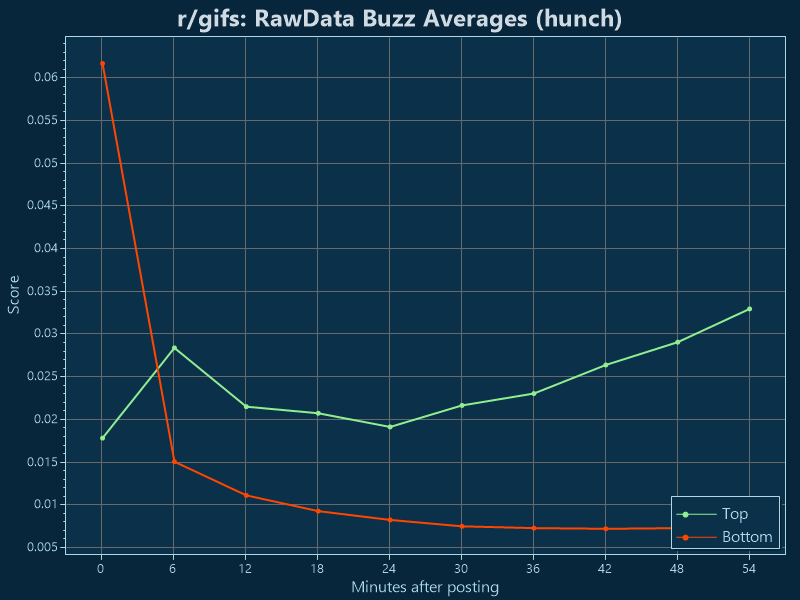 r/gifs: RawData Buzz Averages (hunch)
0.06
0.055
0.05
0.045
0.04
0.035
0.03
0.025
0.02
0.015
0.01
0.005
Score
0 6 12 18 24 30 36 42 48 54
Minutes after posting
Top
Bottom